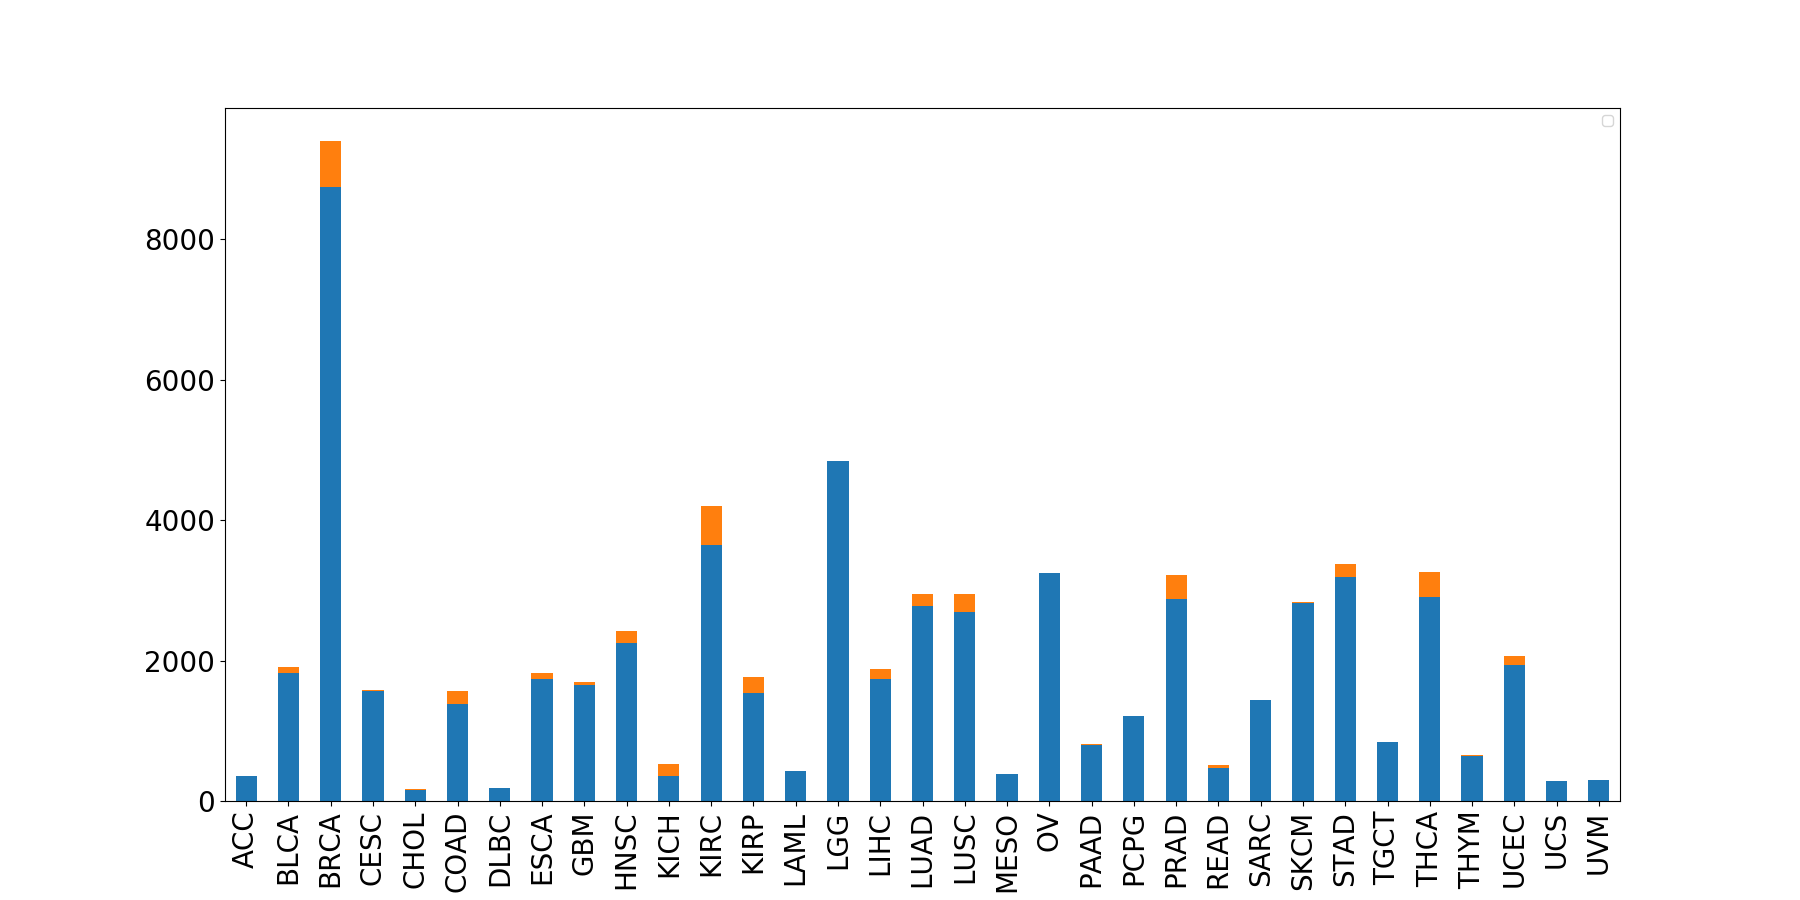 8000
6000
4000
2000
0
ACC
BLCA
BRCA
CESC
CHOL
COAD
DLBC
ESCA
GBM
HNSC
KICH
KIRC
KIRP
LAML
LGG
LIHC
LUAD
LUSC
MESO
OV
PAAD
PCPG
PRAD
READ
SARC
SKCM
STAD
TGCT
THCA
THYM
UCEC
UCS
UVM